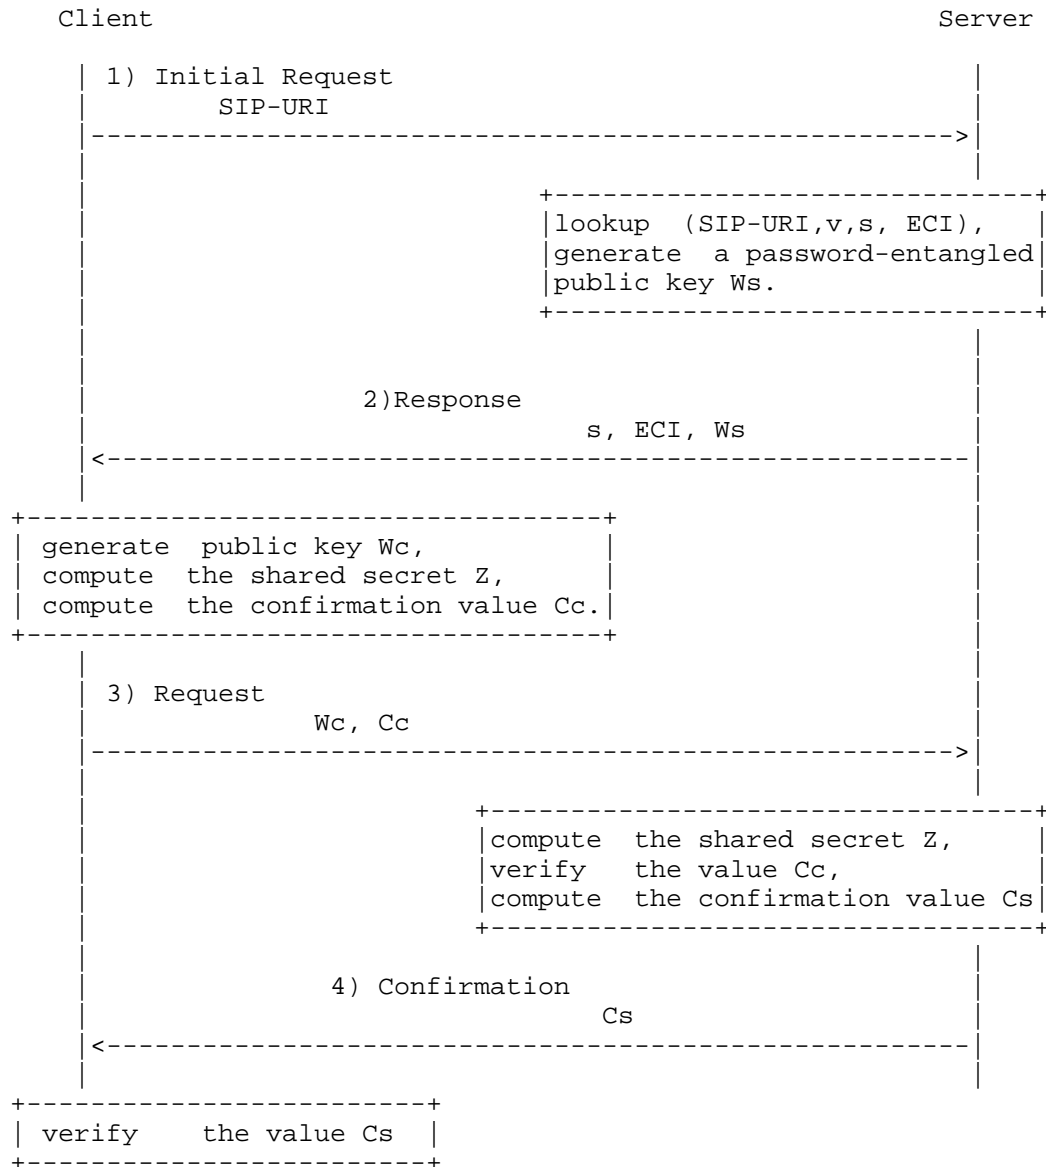 Client Server
1) Initial Request
SIP-URI
lookup (SIP-URI,v,s, ECI),
generate a password-entangled
public key Ws.
2)Response
s, ECI, Ws
generate public key Wc,
compute the shared secret Z,
compute the confirmation value Cc.
3) Request
Wc, Cc
compute the shared secret Z,
verify the value Cc,
compute the confirmation value Cs
4) Confirmation
Cs
verify the value Cs